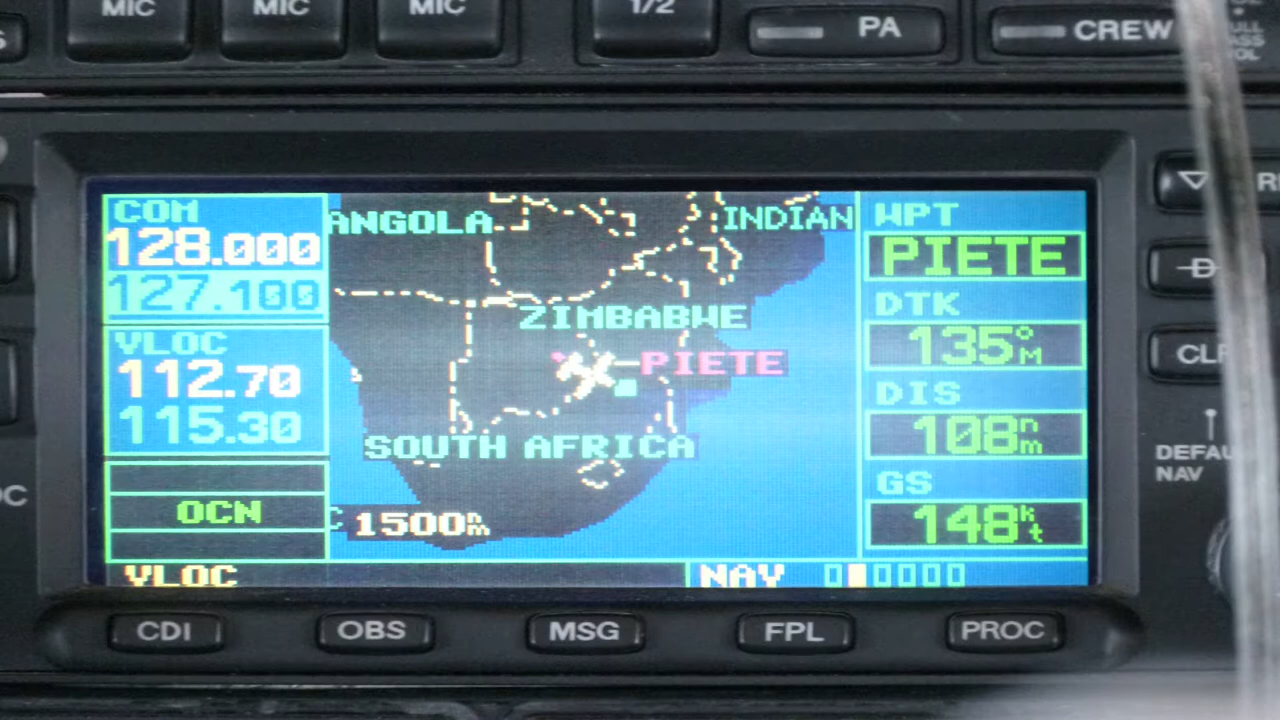 MIC MIC MIC 1/2 PA CREW
COM
128.000
127.100
VLOC
112.70
115.30
OCN
VLOC
ANGOLA
INDIAN
ZIMBABWE
PIETE
SOUTH AFRICA
1500nm
NAV
WPT
PIETE
DTK
135°M
DIS
108nm
GS
148kt
CDI OBS MSG FPL PROC
D
NAV